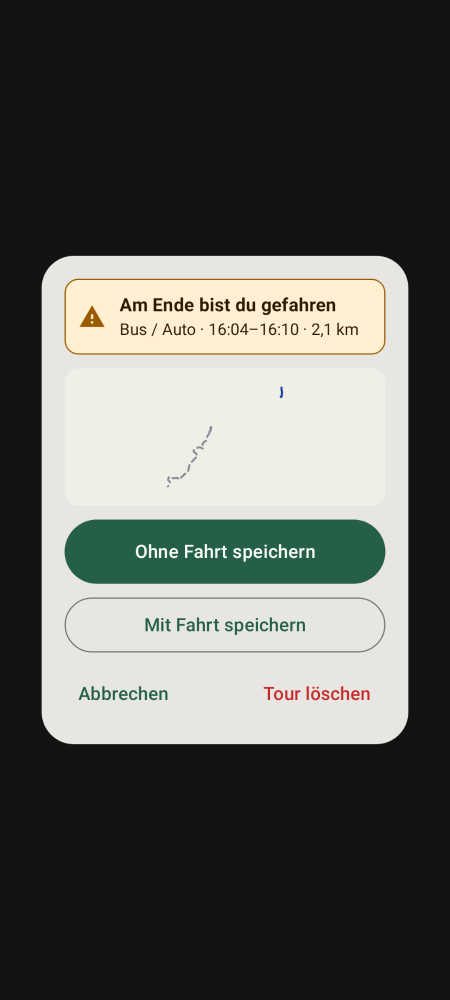 Am Ende bist du gefahren
Bus / Auto · 16:04–16:10 · 2,1 km
Ohne Fahrt speichern
Mit Fahrt speichern
Abbrechen
Tour löschen